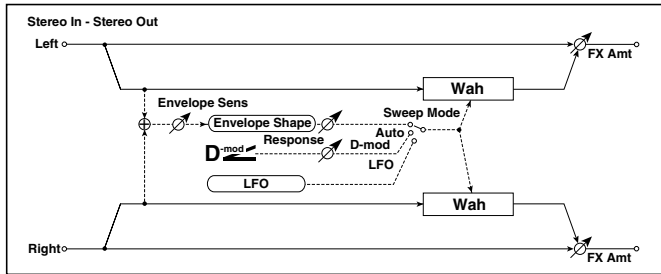 Stereo In - Stereo Out
Left
FX Amt
Wah
Envelope Sens
Sweep Mode
Envelope Shape
Auto
Response
D-mod
D-mod
LFO
LFO
Wah
Right
FX Amt